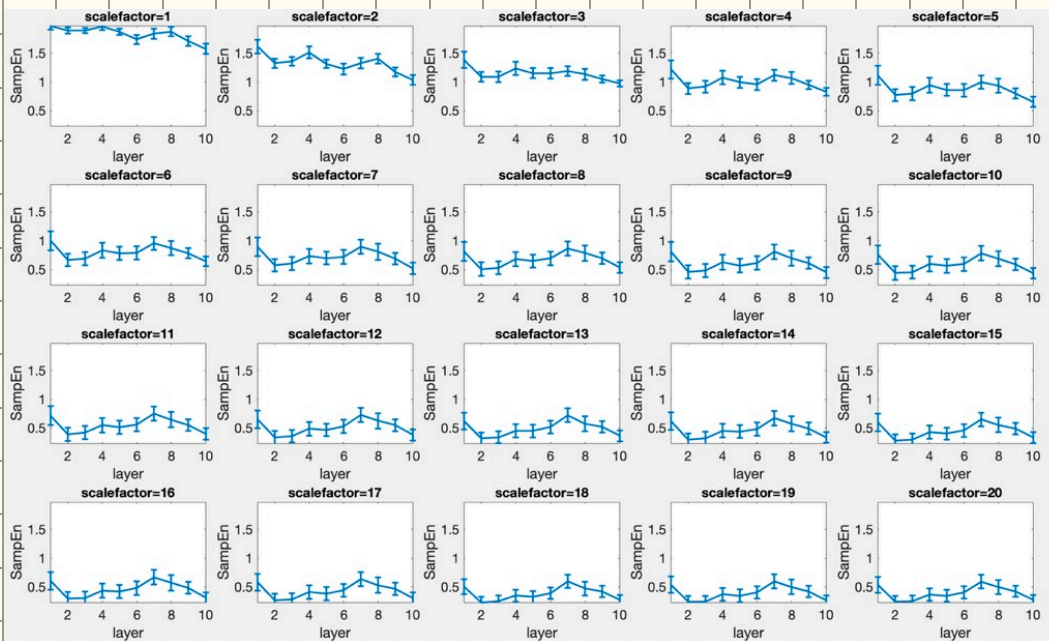 scalefactor=1 scalefactor=2 scalefactor=3 scalefactor=4 scalefactor=5
SampEn SampEn SampEn SampEn SampEn
1.5 1.5 1.5 1.5 1.5
1 1 1 1 1
0.5 0.5 0.5 0.5 0.5
2 4 6 8 10 2 4 6 8 10 2 4 6 8 10 2 4 6 8 10 2 4 6 8 10
layer layer layer layer layer
scalefactor=6 scalefactor=7 scalefactor=8 scalefactor=9 scalefactor=10
SampEn SampEn SampEn SampEn SampEn
1.5 1.5 1.5 1.5 1.5
1 1 1 1 1
0.5 0.5 0.5 0.5 0.5
2 4 6 8 10 2 4 6 8 10 2 4 6 8 10 2 4 6 8 10 2 4 6 8 10
layer layer layer layer layer
scalefactor=11 scalefactor=12 scalefactor=13 scalefactor=14 scalefactor=15
SampEn SampEn SampEn SampEn SampEn
1.5 1.5 1.5 1.5 1.5
1 1 1 1 1
0.5 0.5 0.5 0.5 0.5
2 4 6 8 10 2 4 6 8 10 2 4 6 8 10 2 4 6 8 10 2 4 6 8 10
layer layer layer layer layer
scalefactor=16 scalefactor=17 scalefactor=18 scalefactor=19 scalefactor=20
SampEn SampEn SampEn SampEn SampEn
1.5 1.5 1.5 1.5 1.5
1 1 1 1 1
0.5 0.5 0.5 0.5 0.5
2 4 6 8 10 2 4 6 8 10 2 4 6 8 10 2 4 6 8 10 2 4 6 8 10
layer layer layer layer layer